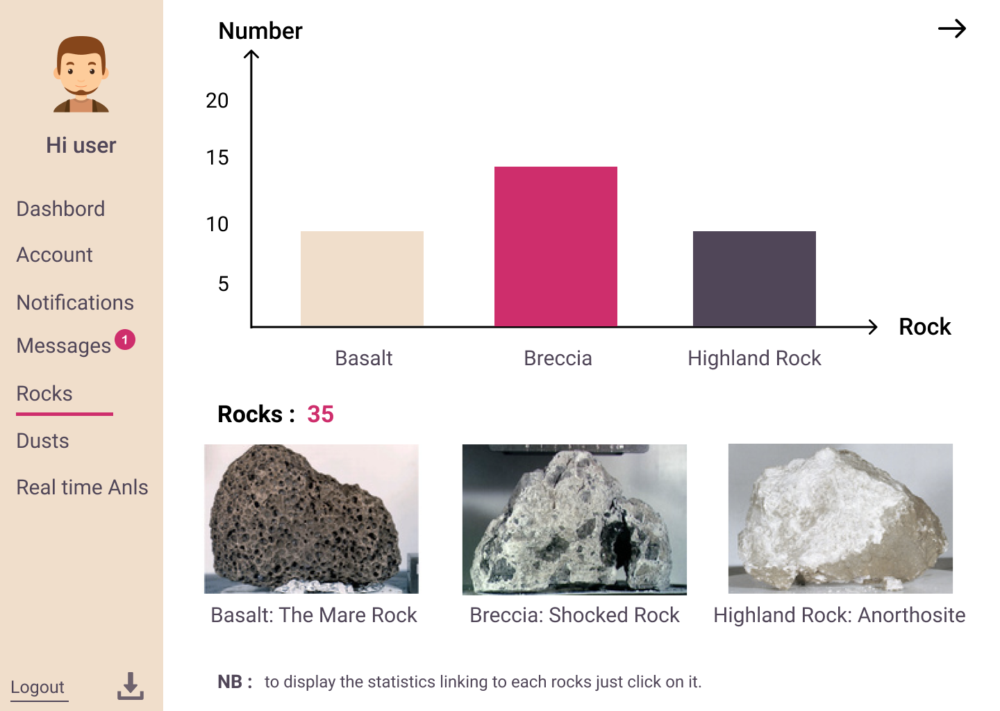 Hi user
Dashbord
Account
Notifications
Messages 1
Rocks
Dusts
Real time Anls
Logout
Number
20
15
10
5
Rock
Basalt
Breccia
Highland Rock
Rocks : 35
Basalt: The Mare Rock
Breccia: Shocked Rock
Highland Rock: Anorthosite
NB : to display the statistics linking to each rocks just click on it.